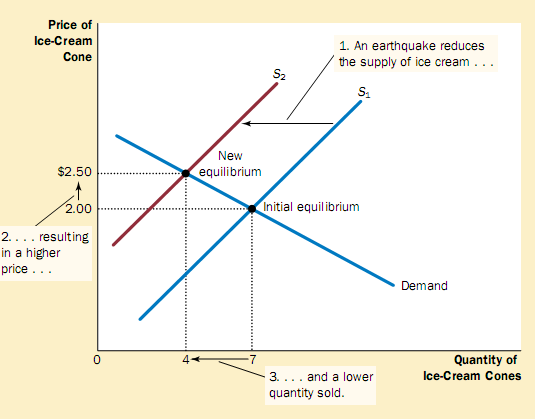 Price of
Ice-Cream
Cone
1. An earthquake reduces
the supply of ice cream . . .
S2
S1
New
equilibrium
$2.50
2.00
Initial equilibrium
2. . . . resulting
in a higher
price . . .
Demand
0
4
7
Quantity of
Ice-Cream Cones
3. . . . and a lower
quantity sold.